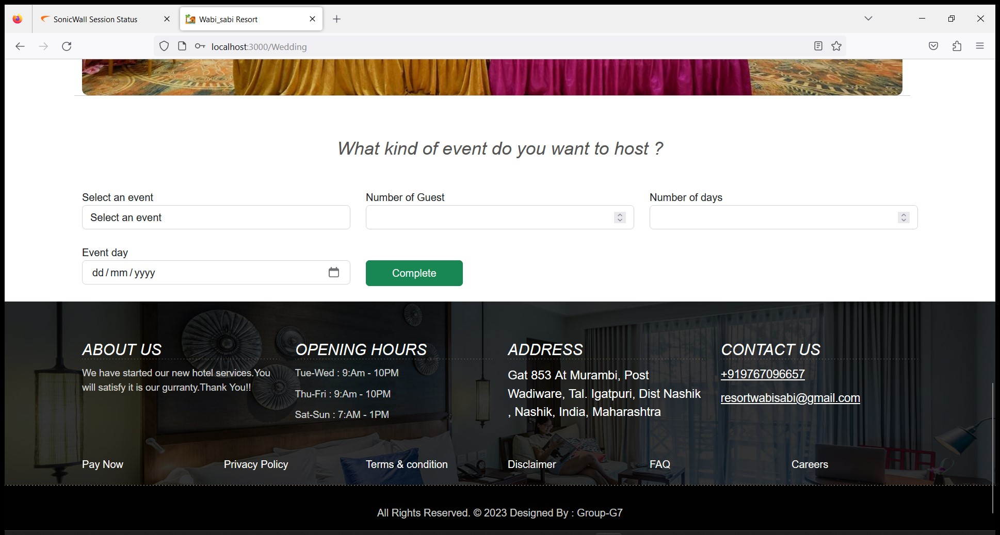 SonicWall Session Status
Wabi_sabi Resort
localhost:3000/Wedding
What kind of event do you want to host ?
Select an event
Number of Guest
Number of days
Select an event
Event day
dd / mm / yyyy
Complete
ABOUT US
We have started our new hotel services.You
will satisfy it is our gurranty.Thank You!!
OPENING HOURS
Tue-Wed : 9:Am - 10PM
Thu-Fri : 9:Am - 10PM
Sat-Sun : 7:AM - 1PM
ADDRESS
Gat 853 At Murambi, Post
Wadiware, Tal. Igatpuri, Dist Nashik
, Nashik, India, Maharashtra
CONTACT US
+919767096657
resortwabisabi@gmail.com
Pay Now
Privacy Policy
Terms & condition
Disclaimer
FAQ
Careers
All Rights Reserved. © 2023 Designed By : Group-G7